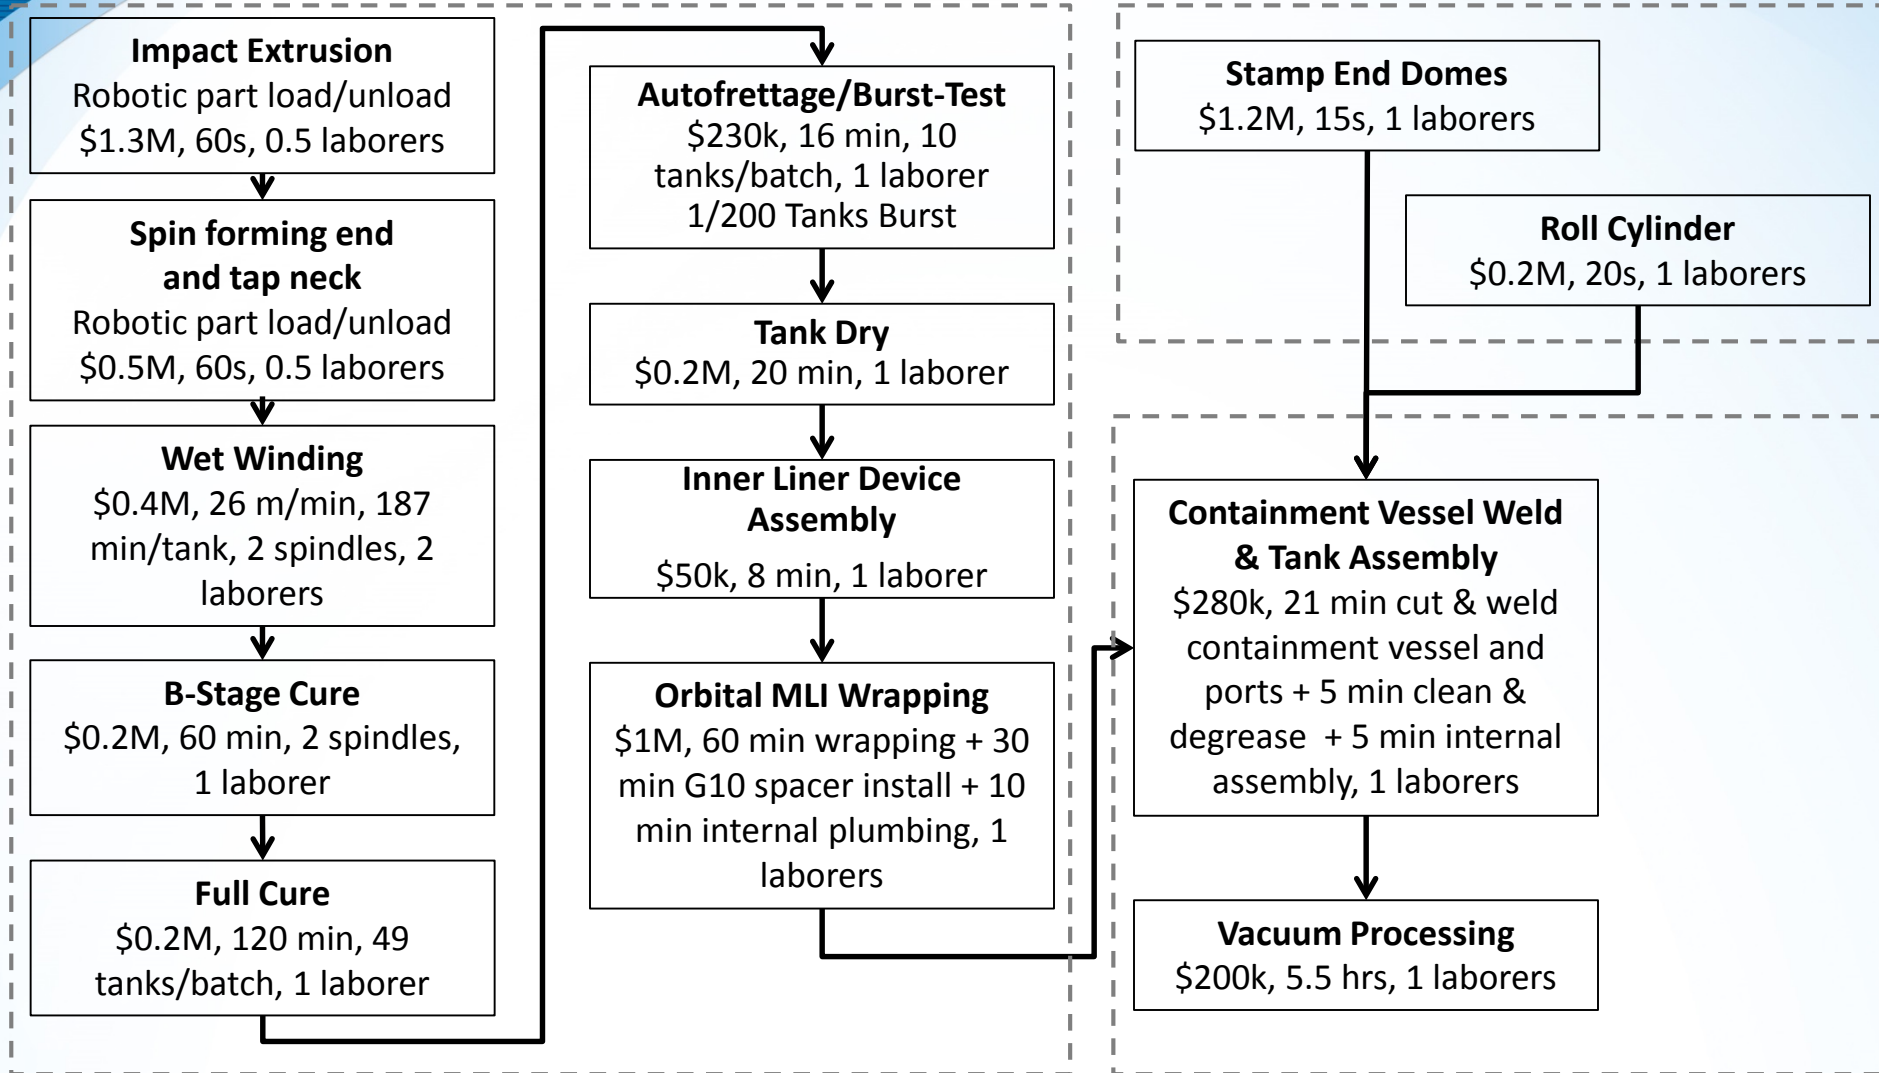 Impact Extrusion
Robotic part load/unload
$1.3M, 60s, 0.5 laborers
Spin forming end
and tap neck
Robotic part load/unload
$0.5M, 60s, 0.5 laborers
Wet Winding
$0.4M, 26 m/min, 187
min/tank, 2 spindles, 2
laborers
B-Stage Cure
$0.2M, 60 min, 2 spindles,
1 laborer
Full Cure
$0.2M, 120 min, 49
tanks/batch, 1 laborer
Autofrettage/Burst-Test
$230k, 16 min, 10
tanks/batch, 1 laborer
1/200 Tanks Burst
Tank Dry
$0.2M, 20 min, 1 laborer
Inner Liner Device
Assembly
$50k, 8 min, 1 laborer
Orbital MLI Wrapping
$1M, 60 min wrapping + 30
min G10 spacer install + 10
min internal plumbing, 1
laborers
Stamp End Domes
$1.2M, 15s, 1 laborers
Roll Cylinder
$0.2M, 20s, 1 laborers
Containment Vessel Weld
& Tank Assembly
$280k, 21 min cut & weld
containment vessel and
ports + 5 min clean &
degrease + 5 min internal
assembly, 1 laborers
Vacuum Processing
$200k, 5.5 hrs, 1 laborers